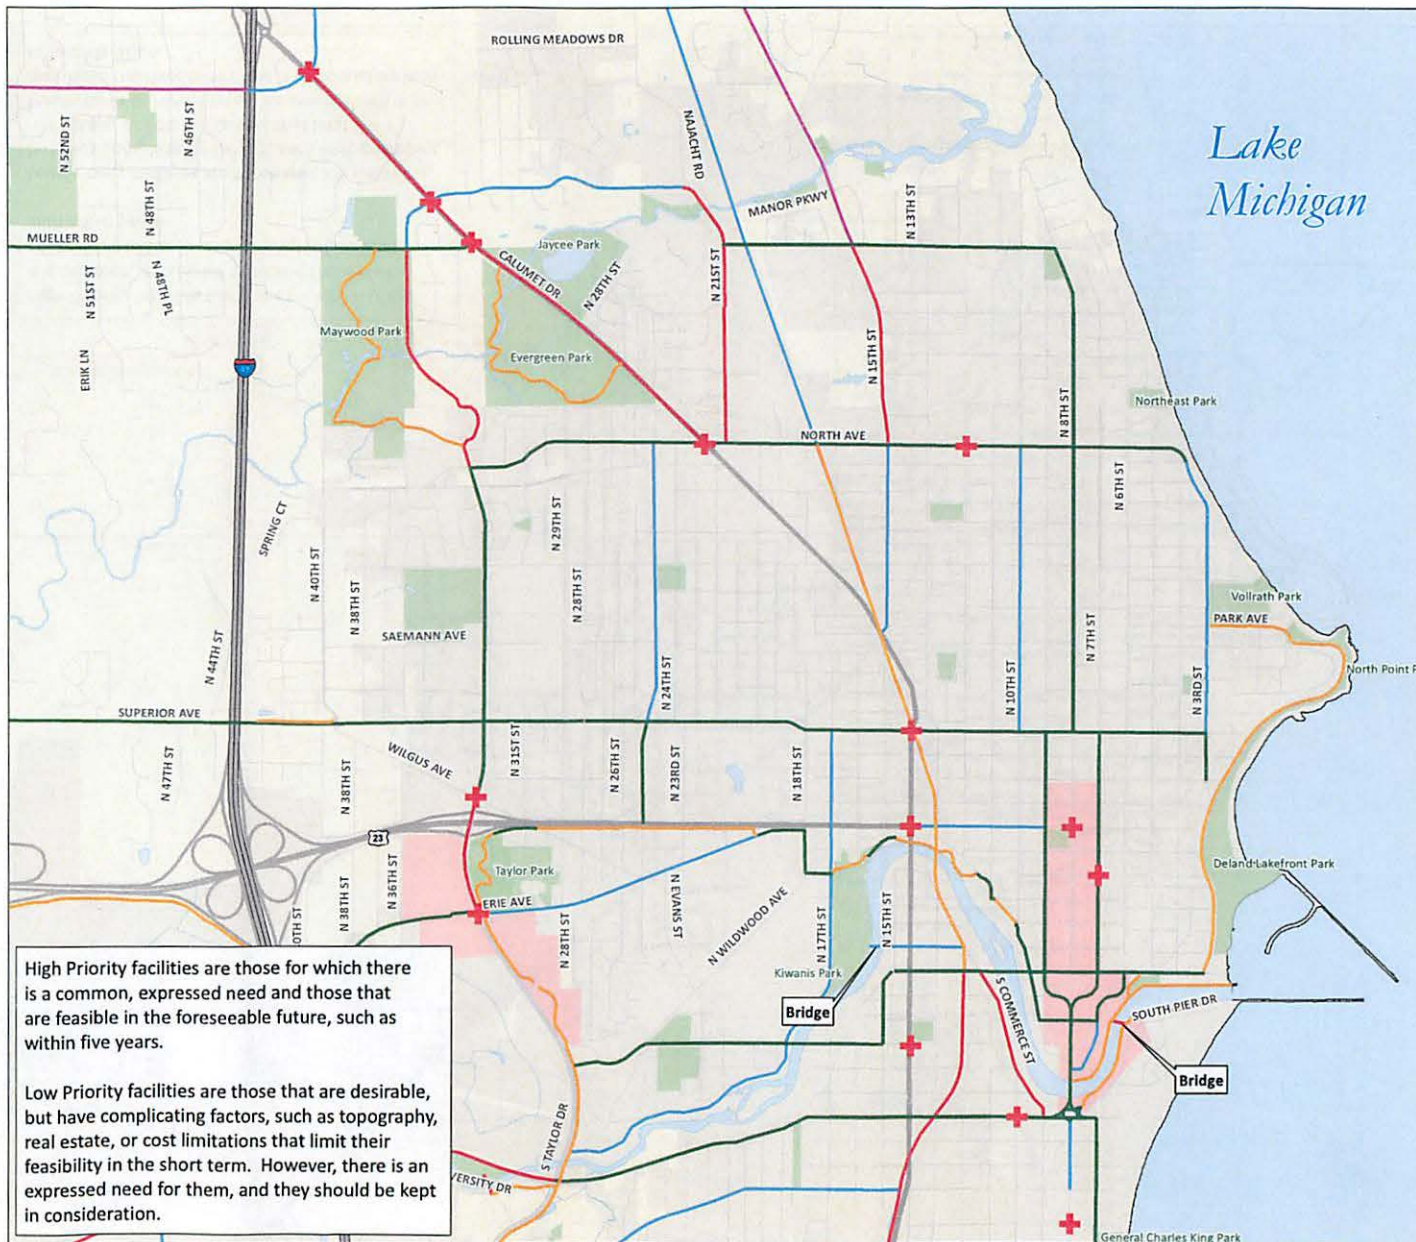 ROLLING MEADOWS DR
N 52ND ST
N 46TH ST
NAJACHT RD
Lake
Michigan
N 48TH ST
MANOR PKWY
N 13TH ST
MUELLER RD
Jaycee Park
CALUMET DR
N 28TH ST
N 21ST ST
N 51ST ST
N 48TH PL
Maywood Park
Evergreen Park
N 15TH ST
ERIK LN
Northeast Park
N 8TH ST
NORTH AVE
N 6TH ST
SPRING CT
N 29TH ST
N 40TH ST
N 38TH ST
N 28TH ST
Vollrath Park
PARK AVE
SAEMANN AVE
N 44TH ST
N 7TH ST
North Point P
N 24TH ST
N 10TH ST
N 3RD ST
SUPERIOR AVE
WILGUS AVE
N 31ST ST
N 26TH ST
N 23RD ST
N 18TH ST
N 47TH ST
N 38TH ST
23
Taylor Park
Deland-Lakefront Park
N 36TH ST
N 38TH ST
ERIE AVE
N EVANS ST
N WILDWOOD AVE
N 17TH ST
N 15TH ST
N 28TH ST
0TH ST
Kiwanis Park
Bridge
S COMMERCE ST
SOUTH PIER DR
Bridge
High Priority facilities are those for which there
is a common, expressed need and those that
are feasible in the foreseeable future, such as
within five years.
Low Priority facilities are those that are desirable,
but have complicating factors, such as topography,
real estate, or cost limitations that limit their
feasibility in the short term. However, there is an
expressed need for them, and they should be kept
in consideration.
S TAYLOR DR
VERSITY DR
General Charles King Park